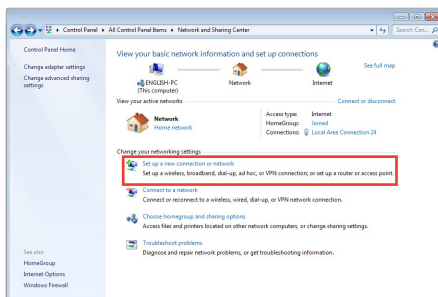 Control Panel ▸ All Control Panel Items ▸ Network and Sharing Center
Search Con...
Control Panel Home
Change adapter settings
Change advanced sharing
settings
View your basic network information and set up connections
See full map
ENGLISH-PC
(This computer)
Network
Internet
View your active networks
Connect or disconnect
Network
Home network
Access type: Internet
HomeGroup: Joined
Connections: Local Area Connection 24
Change your networking settings
Set up a new connection or network
Set up a wireless, broadband, dial-up, ad hoc, or VPN connection; or set up a router or access point.
Connect to a network
Connect or reconnect to a wireless, wired, dial-up, or VPN network connection.
Choose homegroup and sharing options
Access files and printers located on other network computers, or change sharing settings.
Troubleshoot problems
Diagnose and repair network problems, or get troubleshooting information.
See also
HomeGroup
Internet Options
Windows Firewall